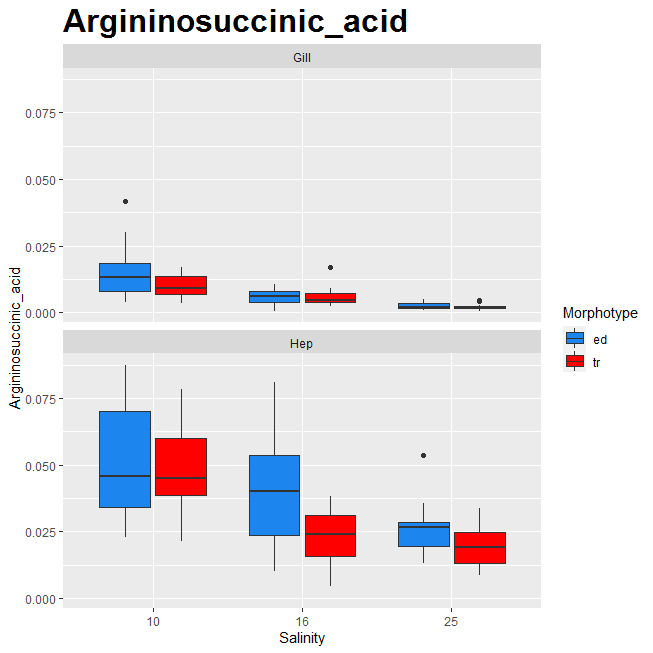 Argininosuccinic_acid
Gill
0.075
0.050
0.025
0.000
Argininosuccinic_acid
Hep
0.075
0.050
0.025
0.000
10
16
25
Salinity
Morphotype
ed
tr